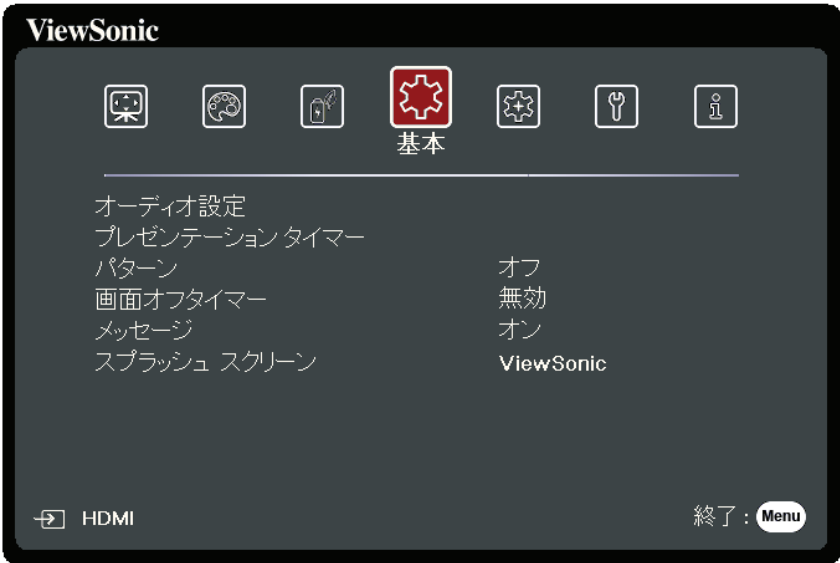 ViewSonic
基本
オーディオ設定
プレゼンテーション タイマー
パターン オフ
画面オフタイマー 無効
メッセージ オン
スプラッシュ スクリーン ViewSonic
HDMI 終了 : Menu